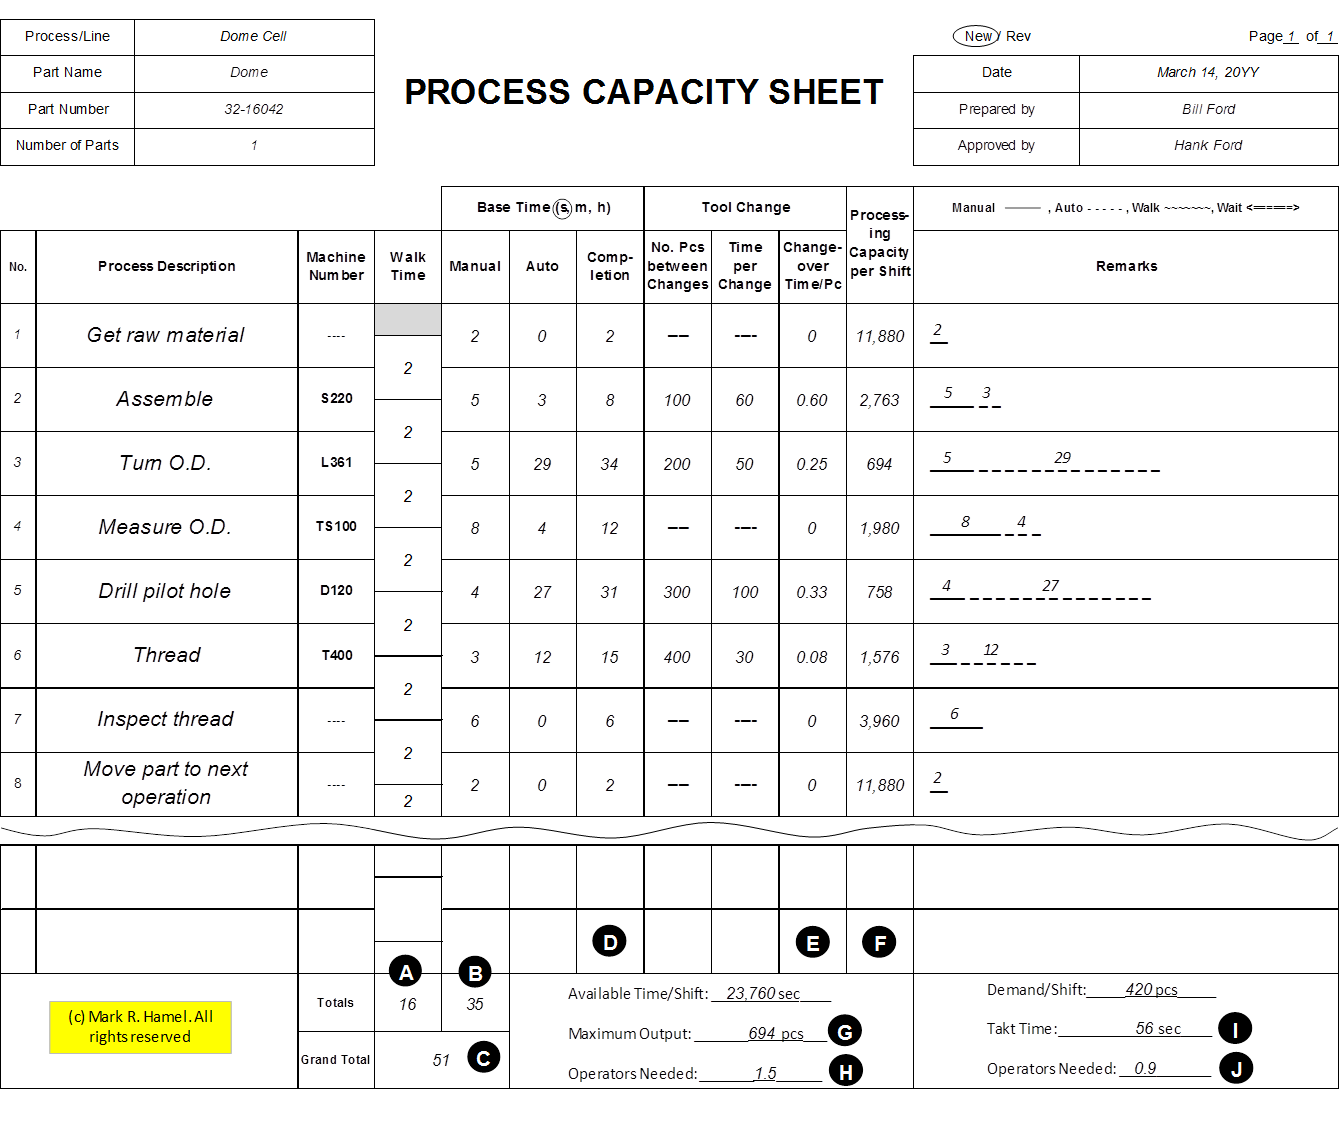 Process/Line Dome Cell
Part Name Dome
Part Number 32-16042
Number of Parts 1
PROCESS CAPACITY SHEET
New / Rev Page 1 of 1
Date March 14, 20YY
Prepared by Bill Ford
Approved by Hank Ford
Base Time (s, m, h) Tool Change Process-ing Capacity per Shift Manual ——— , Auto - - - - - , Walk ~~~~~~~, Wait <=====>
No. Process Description Machine Number Walk Time Manual Auto Comp-letion No. Pcs between Changes Time per Change Change-over Time/Pc Remarks
1 Get raw material ---- 2 0 2 ---- ---- 0 11,880 2
2
2 Assemble S220 5 3 8 100 60 0.60 2,763 5 3
2
3 Turn O.D. L361 5 29 34 200 50 0.25 694 5 29
2
4 Measure O.D. TS100 8 4 12 ---- ---- 0 1,980 8 4
2
5 Drill pilot hole D120 4 27 31 300 100 0.33 758 4 27
2
6 Thread T400 3 12 15 400 30 0.08 1,576 3 12
2
7 Inspect thread ---- 6 0 6 ---- ---- 0 3,960 6
2
8 Move part to next operation ---- 2 0 2 ---- ---- 0 11,880 2
2
D E F
A B
Totals 16 35
Grand Total 51 C
(c) Mark R. Hamel. All
rights reserved
Available Time/Shift: 23,760 sec
Maximum Output: 694 pcs G
Operators Needed: 1.5 H
Demand/Shift: 420 pcs
Takt Time: 56 sec I
Operators Needed: 0.9 J